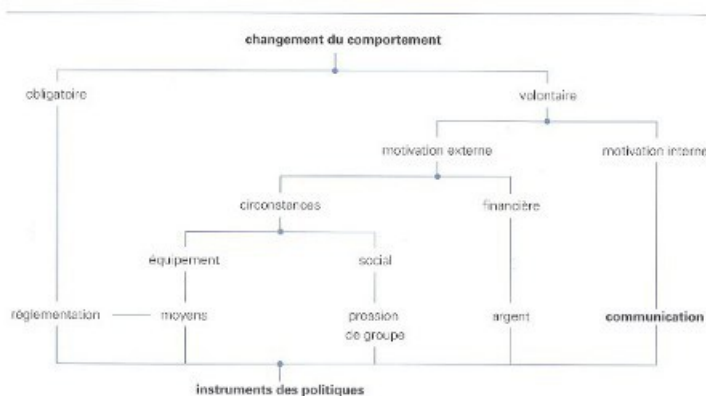 changement du comportement
obligatoire volontaire
motivation externe motivation interne
circonstances financière
équipement social
réglementation moyens pression argent communication
de groupe
instruments des politiques